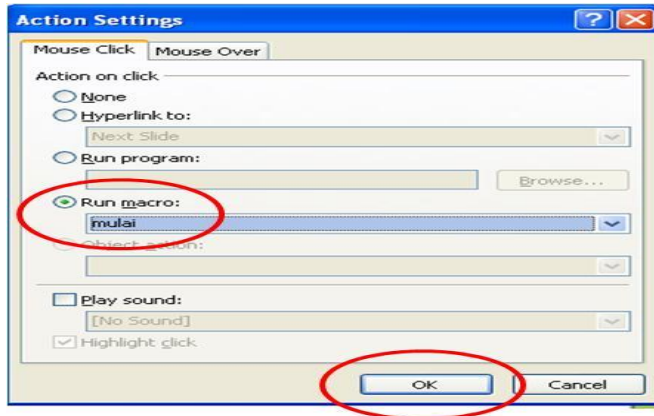 Action Settings
Mouse Click Mouse Over
Action on click
None
Hyperlink to:
Next Slide
Run program:
Browse...
Run macro:
mulai
Object action:
Play sound:
[No Sound]
Highlight click
OK Cancel